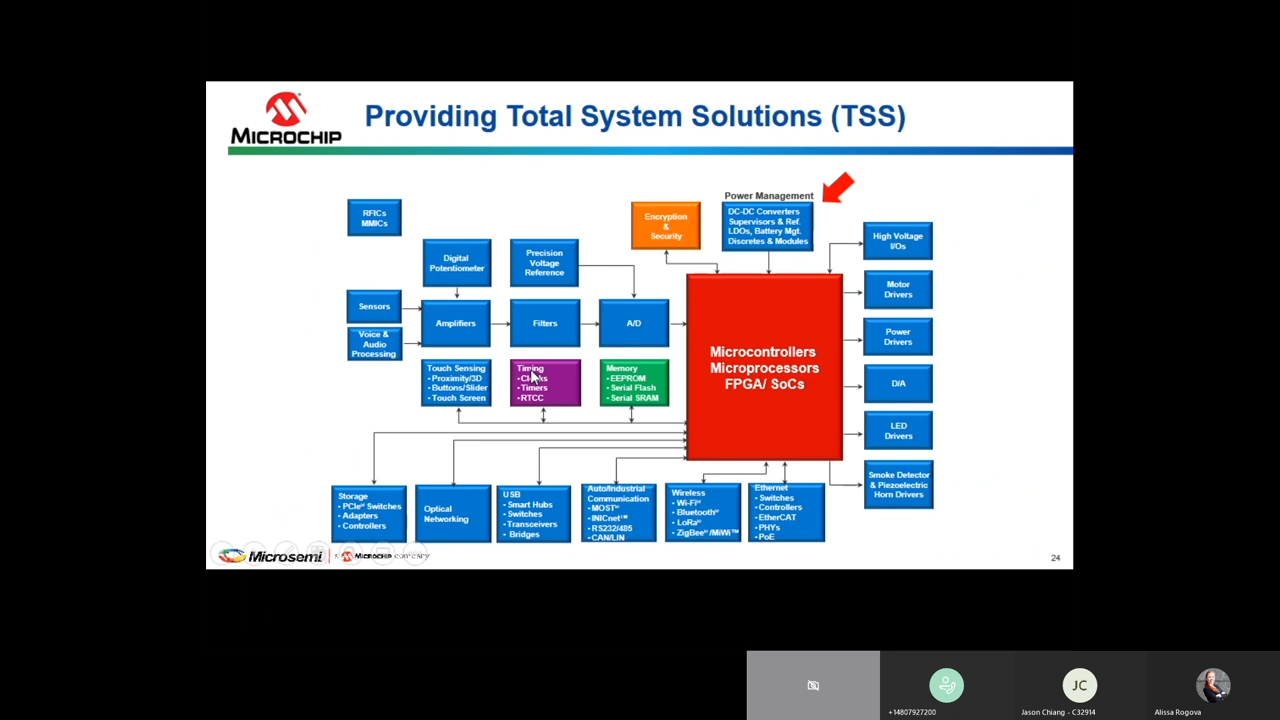 MICROCHIP
Providing Total System Solutions (TSS)
RFICs
MMICs
Encryption
&
Security
Power Management
DC-DC Converters
Supervisors & Ref.
LDOs, Battery Mgt.
Discretes & Modules
High Voltage
I/Os
Digital
Potentiometer
Precision
Voltage
Reference
Motor
Drivers
Sensors
Amplifiers
Filters
A/D
Voice &
Audio
Processing
Microcontrollers
Microprocessors
FPGA/ SoCs
Power
Drivers
D/A
Touch Sensing
- Proximity/3D
- Buttons/Slider
- Touch Screen
Timing
- Clocks
- Timers
- RTCC
Memory
- EEPROM
- Serial Flash
- Serial SRAM
LED
Drivers
Smoke Detector
& Piezoelectric
Horn Drivers
Storage
- PCIe® Switches
- Adapters
- Controllers
Optical
Networking
USB
- Smart Hubs
- Switches
- Transceivers
- Bridges
Auto/Industrial
Communication
- MOST®
- INICnet™
- RS232/485
- CAN/LIN
Wireless
- Wi-Fi®
- Bluetooth®
- LoRa®
- ZigBee®/MiWi™
Ethernet
- Switches
- Controllers
- EtherCAT
- PHYs
- PoE
Microsemi
a MICROCHIP company
24
+14807927200
JC
Jason Chiang - C32914
Alissa Rogova